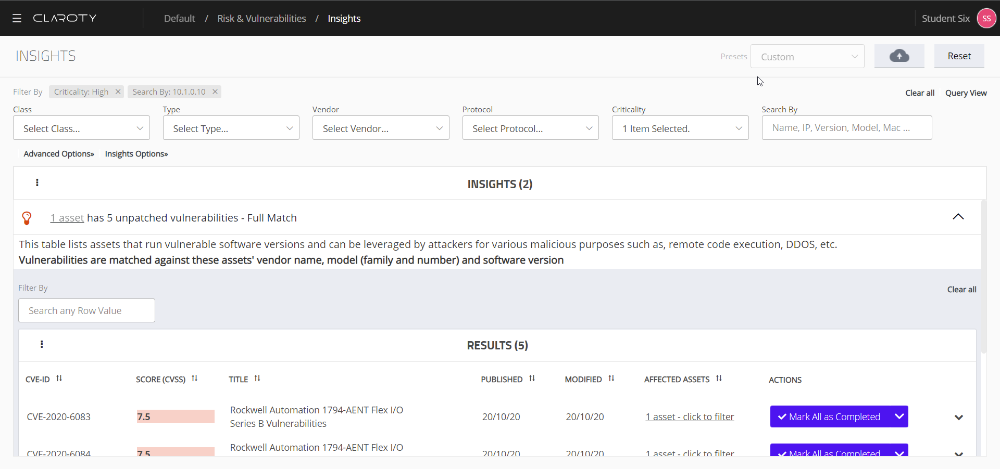 CLAROTY
Default / Risk & Vulnerabilities / Insights
Student Six SS
INSIGHTS
Presets Custom Reset
Filter By Criticality: High Search By: 10.1.0.10
Clear all Query View
Class Type Vendor Protocol Criticality Search By
Select Class... Select Type... Select Vendor... Select Protocol... 1 Item Selected. Name, IP, Version, Model, Mac ...
Advanced Options» Insights Options»
INSIGHTS (2)
1 asset has 5 unpatched vulnerabilities - Full Match
This table lists assets that run vulnerable software versions and can be leveraged by attackers for various malicious purposes such as, remote code execution, DDOS, etc.
Vulnerabilities are matched against these assets' vendor name, model (family and number) and software version
Filter By Clear all
Search any Row Value
RESULTS (5)
CVE-ID SCORE (CVSS) TITLE PUBLISHED MODIFIED AFFECTED ASSETS ACTIONS
CVE-2020-6083 7.5 Rockwell Automation 1794-AENT Flex I/O
Series B Vulnerabilities 20/10/20 20/10/20 1 asset - click to filter Mark All as Completed
Rockwell Automation 1794-AENT Flex I/O
CVE-2020-6084 7.5 20/10/20 20/10/20 1 asset - click to filter Mark All as Completed